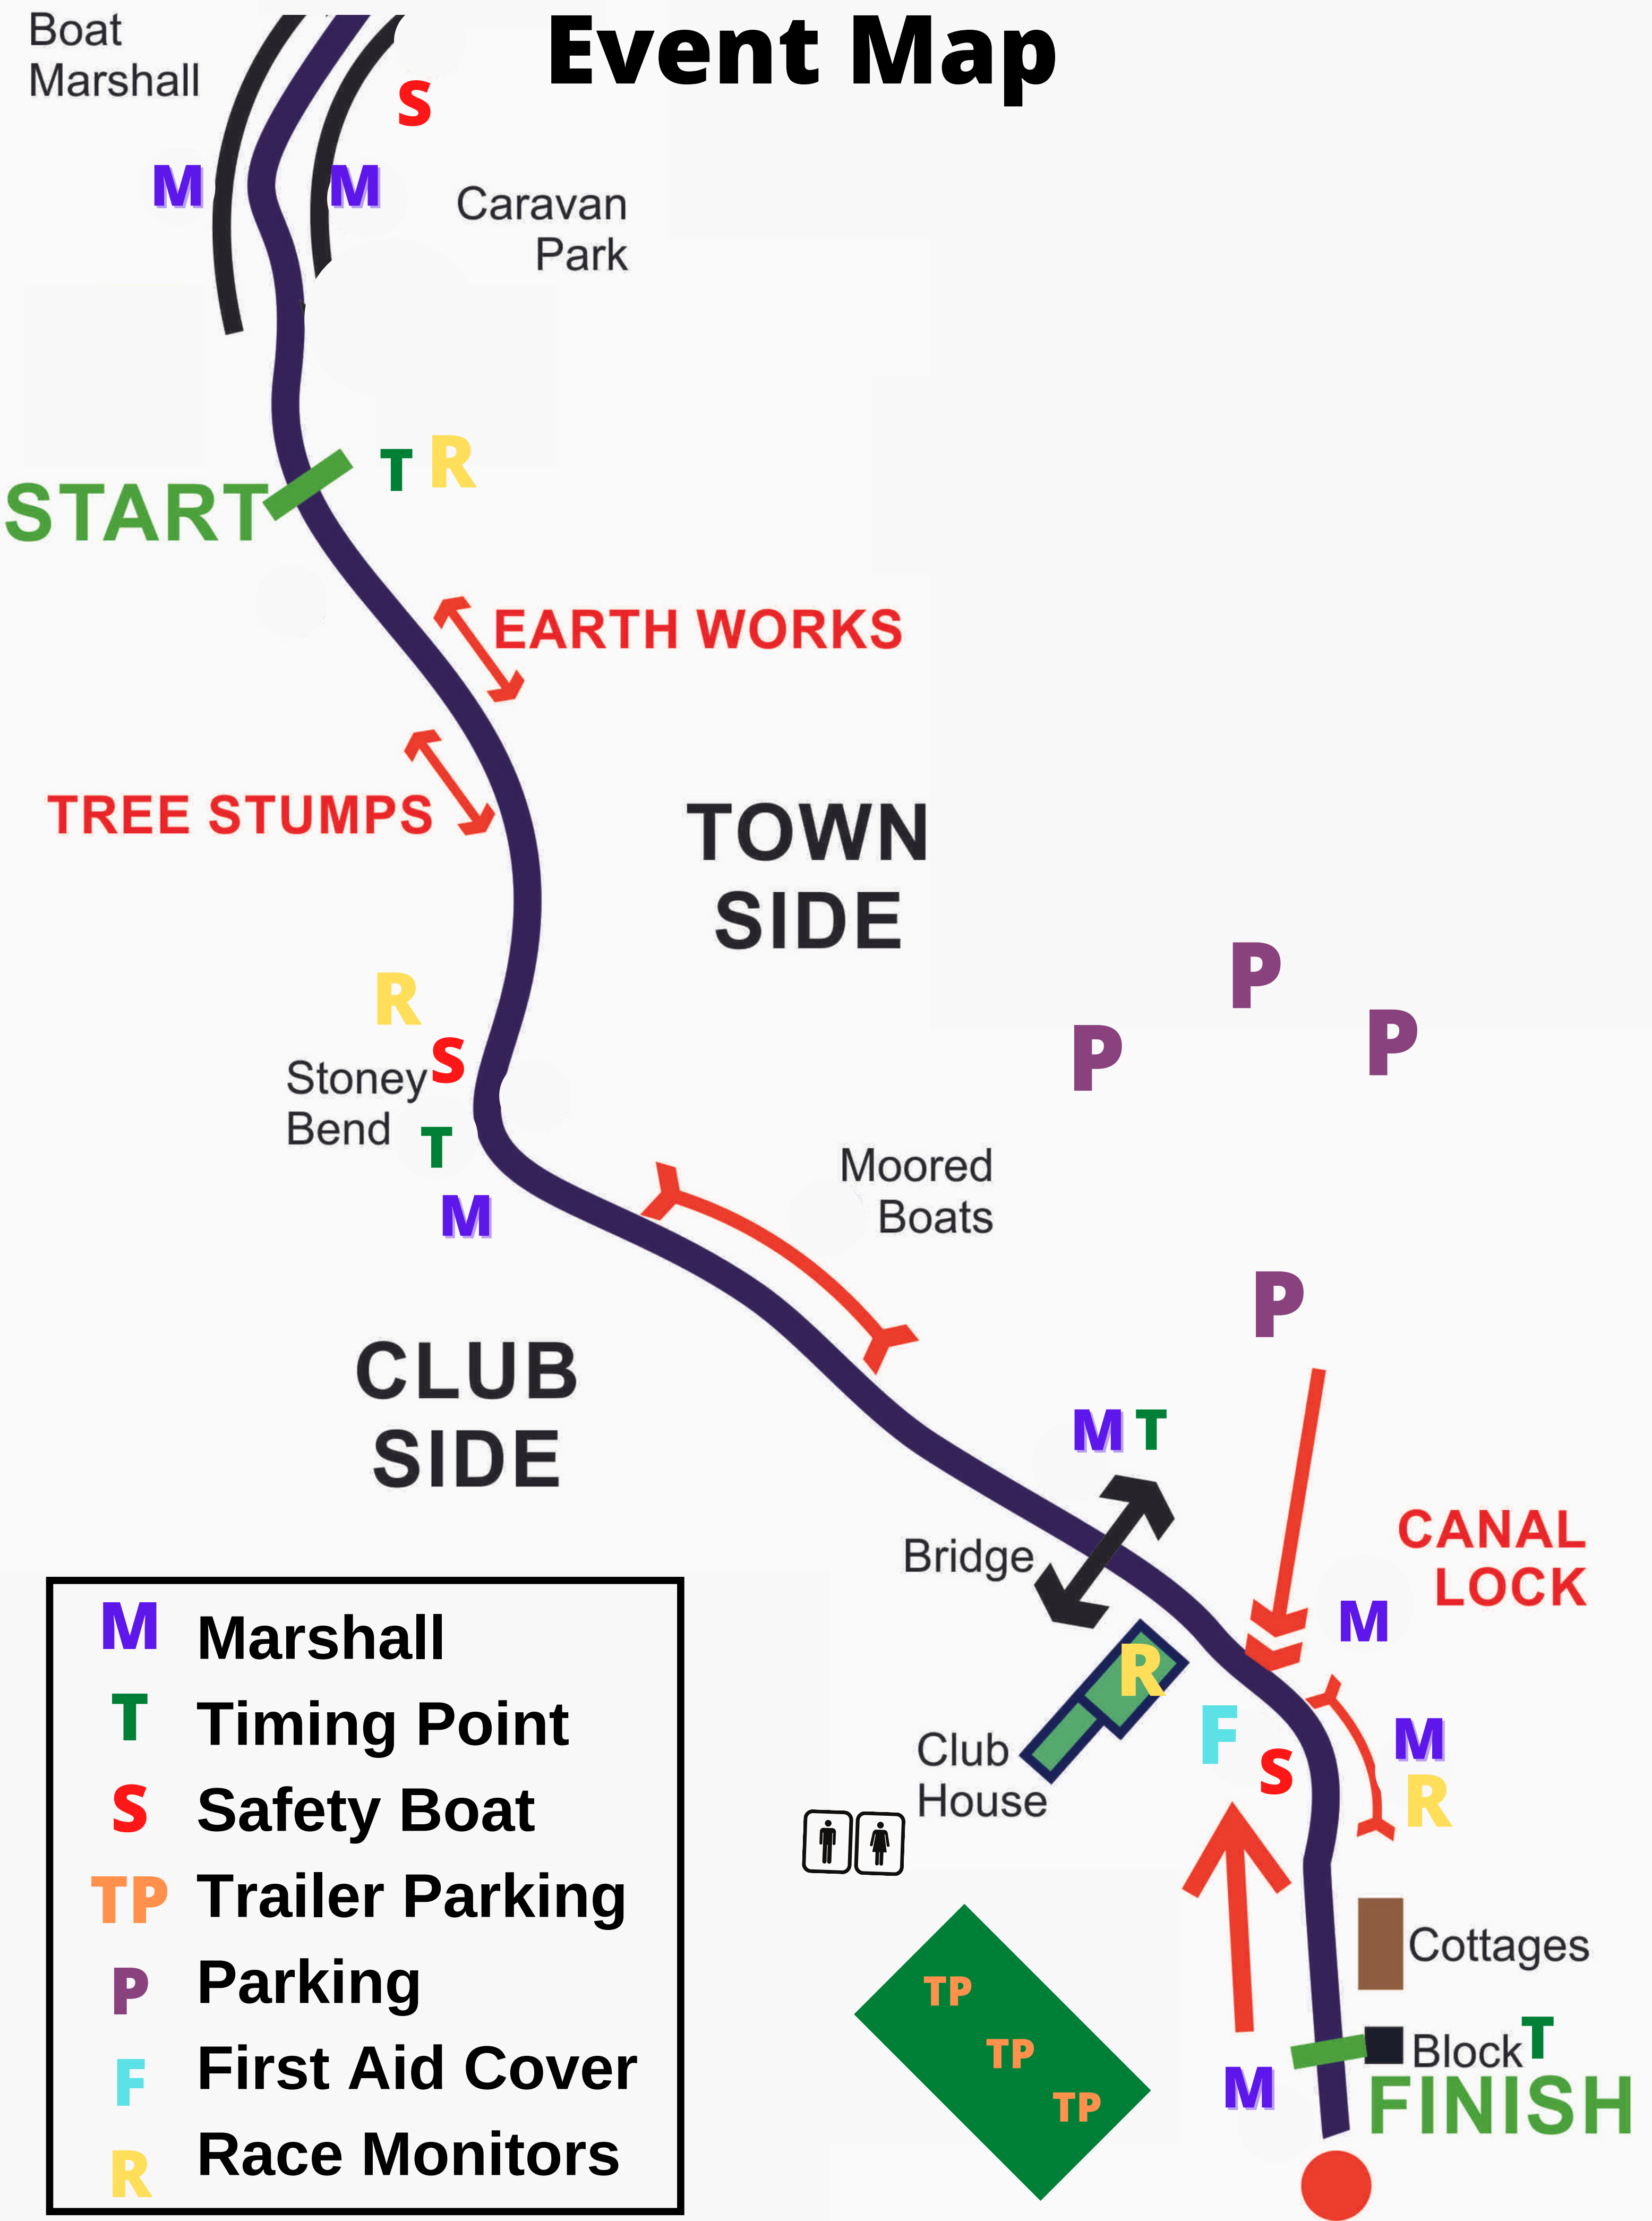 Event Map
Boat
Marshall
S
M
M
Caravan
Park
T R
START
EARTH WORKS
TREE STUMPS
TOWN
SIDE
R
S
Stoney
Bend
T
M
P
P
P
Moored
Boats
P
CLUB
SIDE
M T
Bridge
CANAL
LOCK
M
R
F
S
M
R
Club
House
Cottages
TP
TP
TP
Block
T
M
FINISH
M Marshall
T Timing Point
S Safety Boat
TP Trailer Parking
P Parking
F First Aid Cover
R Race Monitors